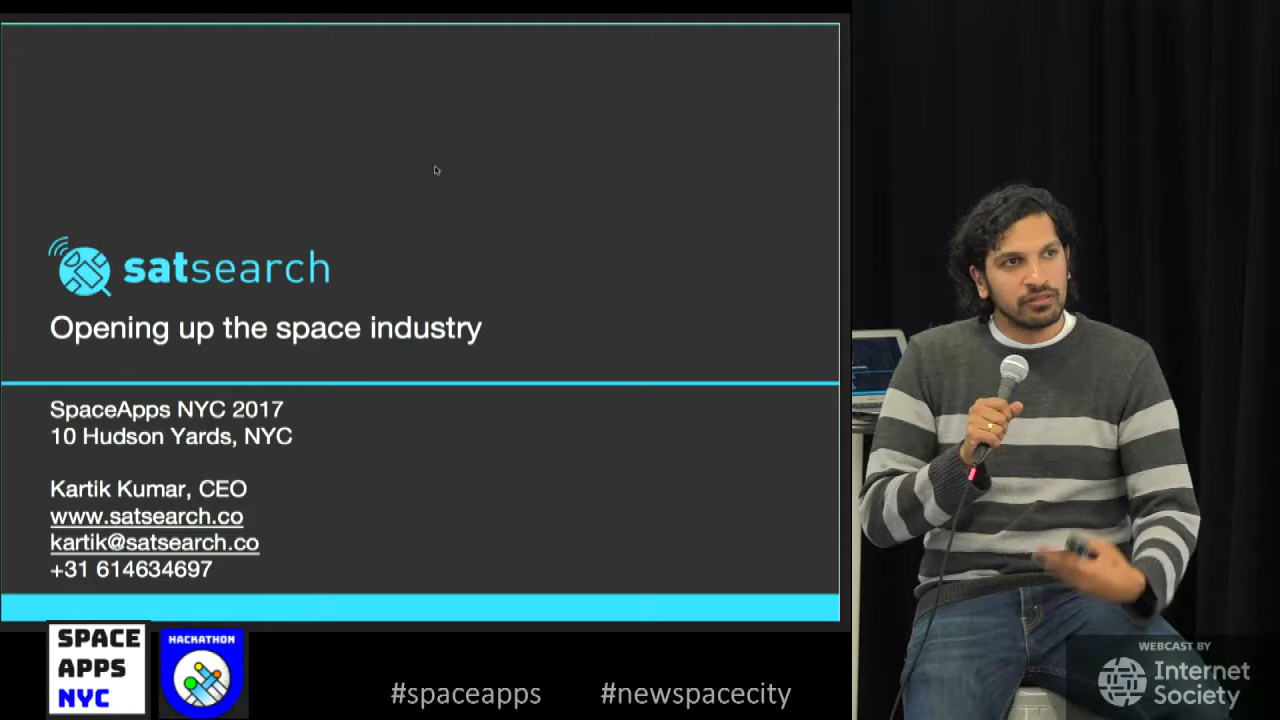 satsearch
Opening up the space industry
SpaceApps NYC 2017
10 Hudson Yards, NYC
Kartik Kumar, CEO
www.satsearch.co
kartik@satsearch.co
+31 614634697
SPACE
APPS
NYC
HACKATHON
#spaceapps
#newspacecity
WEBCAST BY
Internet
Society